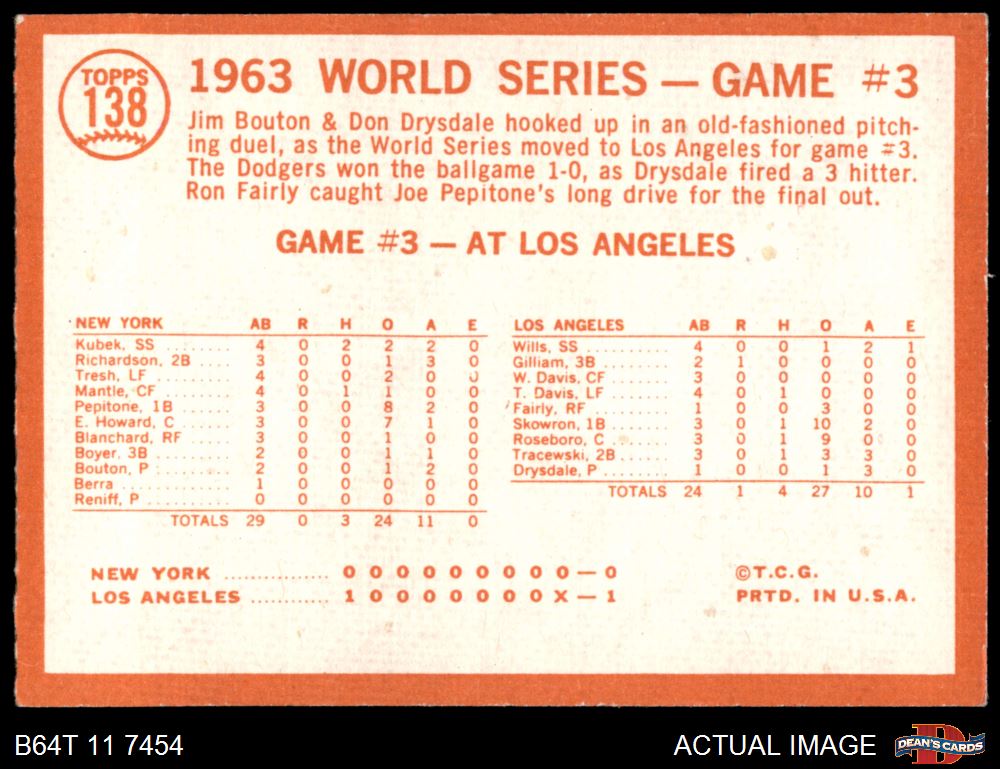 TOPPS
138
1963 WORLD SERIES — GAME #3
Jim Bouton & Don Drysdale hooked up in an old-fashioned pitch-
ing duel, as the World Series moved to Los Angeles for game #3.
The Dodgers won the ballgame 1-0, as Drysdale fired a 3 hitter.
Ron Fairly caught Joe Pepitone's long drive for the final out.
GAME #3 — AT LOS ANGELES
NEW YORK AB R H O A E
Kubek, SS ......... 4 0 2 2 2 0
Richardson, 2B ..... 3 0 0 1 3 0
Tresh, LF ......... 4 0 0 2 0 0
Mantle, CF ........ 4 0 1 1 0 0
Pepitone, 1B ...... 3 0 0 8 2 0
E. Howard, C ...... 3 0 0 7 1 0
Blanchard, RF ..... 3 0 0 1 0 0
Boyer, 3B ......... 2 0 0 1 1 0
Bouton, P ......... 2 0 0 1 2 0
Berra ............. 1 0 0 0 0 0
Reniff, P ......... 0 0 0 0 0 0
TOTALS 29 0 3 24 11 0
LOS ANGELES AB R H O A E
Wills, SS ......... 4 0 0 1 2 1
Gilliam, 3B ....... 2 1 0 0 0 0
W. Davis, CF ...... 3 0 0 0 0 0
T. Davis, LF ...... 4 0 1 0 0 0
Fairly, RF ........ 1 0 0 3 0 0
Skowron, 1B ....... 3 0 1 10 2 0
Roseboro, C ....... 3 0 1 9 0 0
Tracewski, 2B ...... 3 0 1 3 3 0
Drysdale, P ....... 1 0 0 1 3 0
TOTALS 24 1 4 27 10 1
NEW YORK ............... 0 0 0 0 0 0 0 0 0 — 0
LOS ANGELES ........... 1 0 0 0 0 0 0 0 X — 1
©T.C.G.
PRTD. IN U.S.A.
B64T 11 7454
ACTUAL IMAGE
D
DEAN'S CARDS